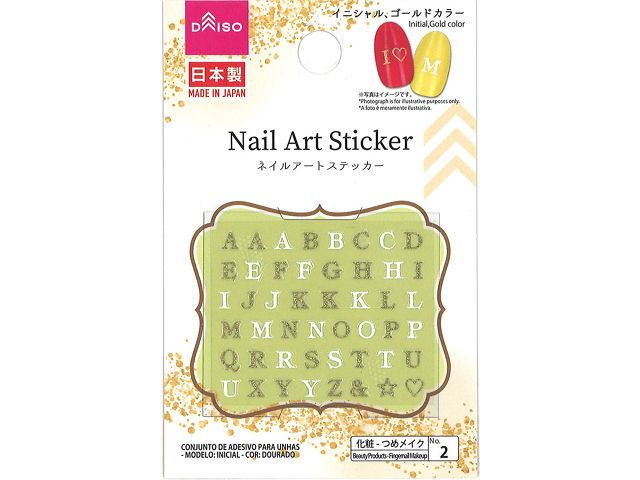 DAISO
日本製
MADE IN JAPAN
イニシャル、ゴールドカラー
Initial,Gold color
I♡
M
※写真はイメージです。
*Photograph is for illustrative purposes only.
*A foto é meramente ilustrativa.
Nail Art Sticker
ネイルアートステッカー
A A A B B C C D
E E F F G H H I
I J J K K K L L
M M N N O O P P
Q R R S S T T U
U X Y Y Z & ☆ ♡
CONJUNTO DE ADESIVO PARA UNHAS
- MODELO: INICIAL - COR: DOURADO
化粧 - つめメイク
Beauty Products - Fingernail Makeup
No.
2